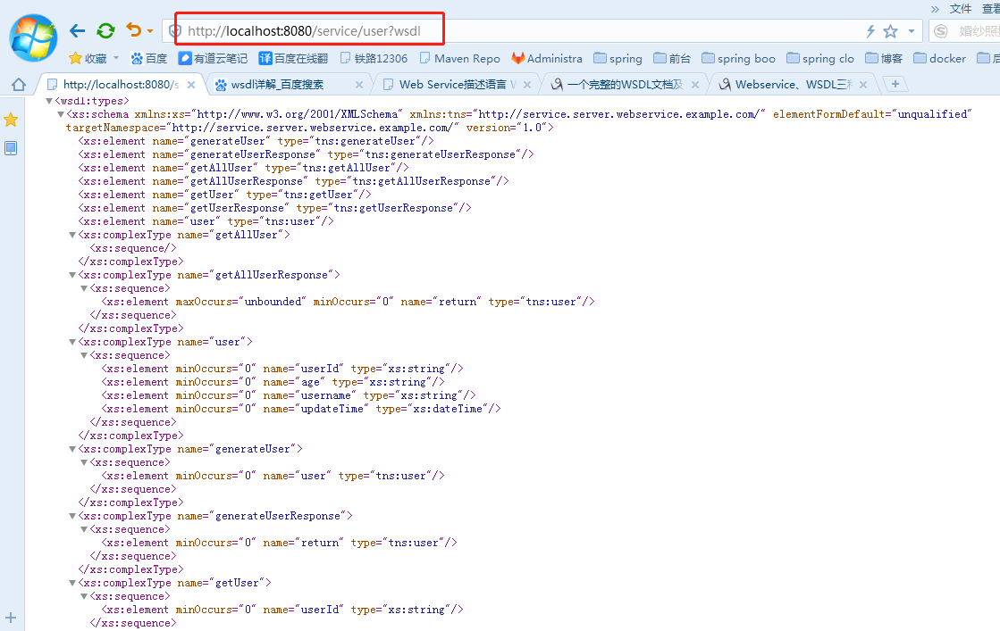 » 文件 查看
http://localhost:8080/service/user?wsdl
婚纱照
收藏 百度 有道云笔记 译 百度在线翻 铁路12306 Maven Repo Administra spring 前台 spring boo spring clo 博客 docker
http://localhost:8080/s wsdl详解_百度搜索 Web Service描述语言 W 一个完整的WSDL文档及 Webservice、WSDL三
▼<wsdl:types>
▼<xs:schema xmlns:xs="http://www.w3.org/2001/XMLSchema" xmlns:tns="http://service.server.webservice.example.com/" elementFormDefault="unqualified"
targetNamespace="http://service.server.webservice.example.com/" version="1.0">
<xs:element name="generateUser" type="tns:generateUser"/>
<xs:element name="generateUserResponse" type="tns:generateUserResponse"/>
<xs:element name="getAllUser" type="tns:getAllUser"/>
<xs:element name="getAllUserResponse" type="tns:getAllUserResponse"/>
<xs:element name="getUser" type="tns:getUser"/>
<xs:element name="getUserResponse" type="tns:getUserResponse"/>
<xs:element name="user" type="tns:user"/>
▼<xs:complexType name="getAllUser">
<xs:sequence/>
</xs:complexType>
▼<xs:complexType name="getAllUserResponse">
▼<xs:sequence>
<xs:element maxOccurs="unbounded" minOccurs="0" name="return" type="tns:user"/>
</xs:sequence>
</xs:complexType>
▼<xs:complexType name="user">
▼<xs:sequence>
<xs:element minOccurs="0" name="userId" type="xs:string"/>
<xs:element minOccurs="0" name="age" type="xs:string"/>
<xs:element minOccurs="0" name="username" type="xs:string"/>
<xs:element minOccurs="0" name="updateTime" type="xs:dateTime"/>
</xs:sequence>
</xs:complexType>
▼<xs:complexType name="generateUser">
▼<xs:sequence>
<xs:element minOccurs="0" name="user" type="tns:user"/>
</xs:sequence>
</xs:complexType>
▼<xs:complexType name="generateUserResponse">
▼<xs:sequence>
<xs:element minOccurs="0" name="return" type="tns:user"/>
</xs:sequence>
</xs:complexType>
▼<xs:complexType name="getUser">
▼<xs:sequence>
<xs:element minOccurs="0" name="userId" type="xs:string"/>
</xs:sequence>